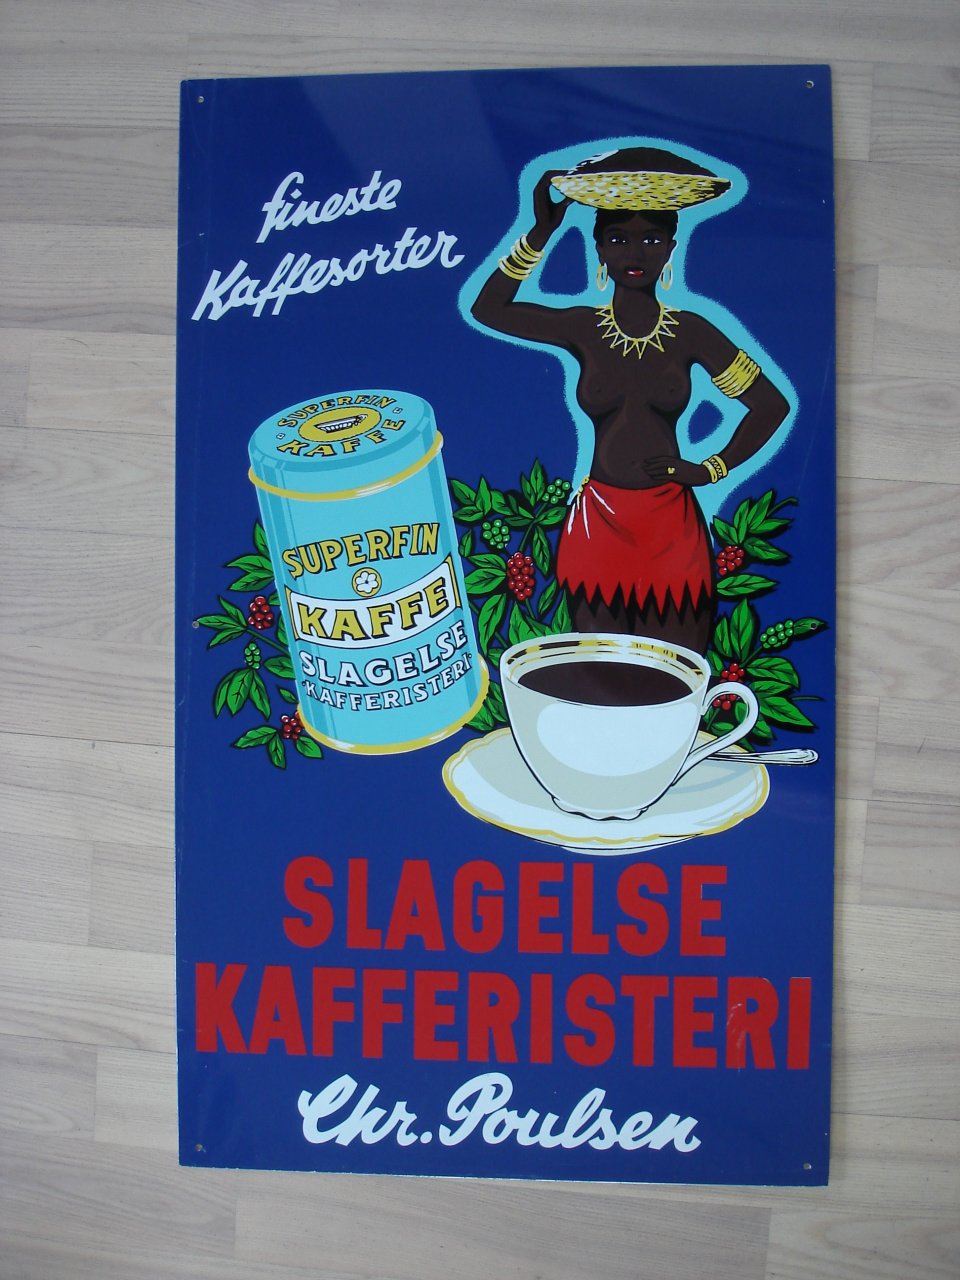 fineste
Kaffesorter
SUPERFIN
KAFFE
SUPERFIN
KAFFE
SLAGELSE
KAFFERISTERI
SLAGELSE
KAFFERISTERI
Chr. Poulsen